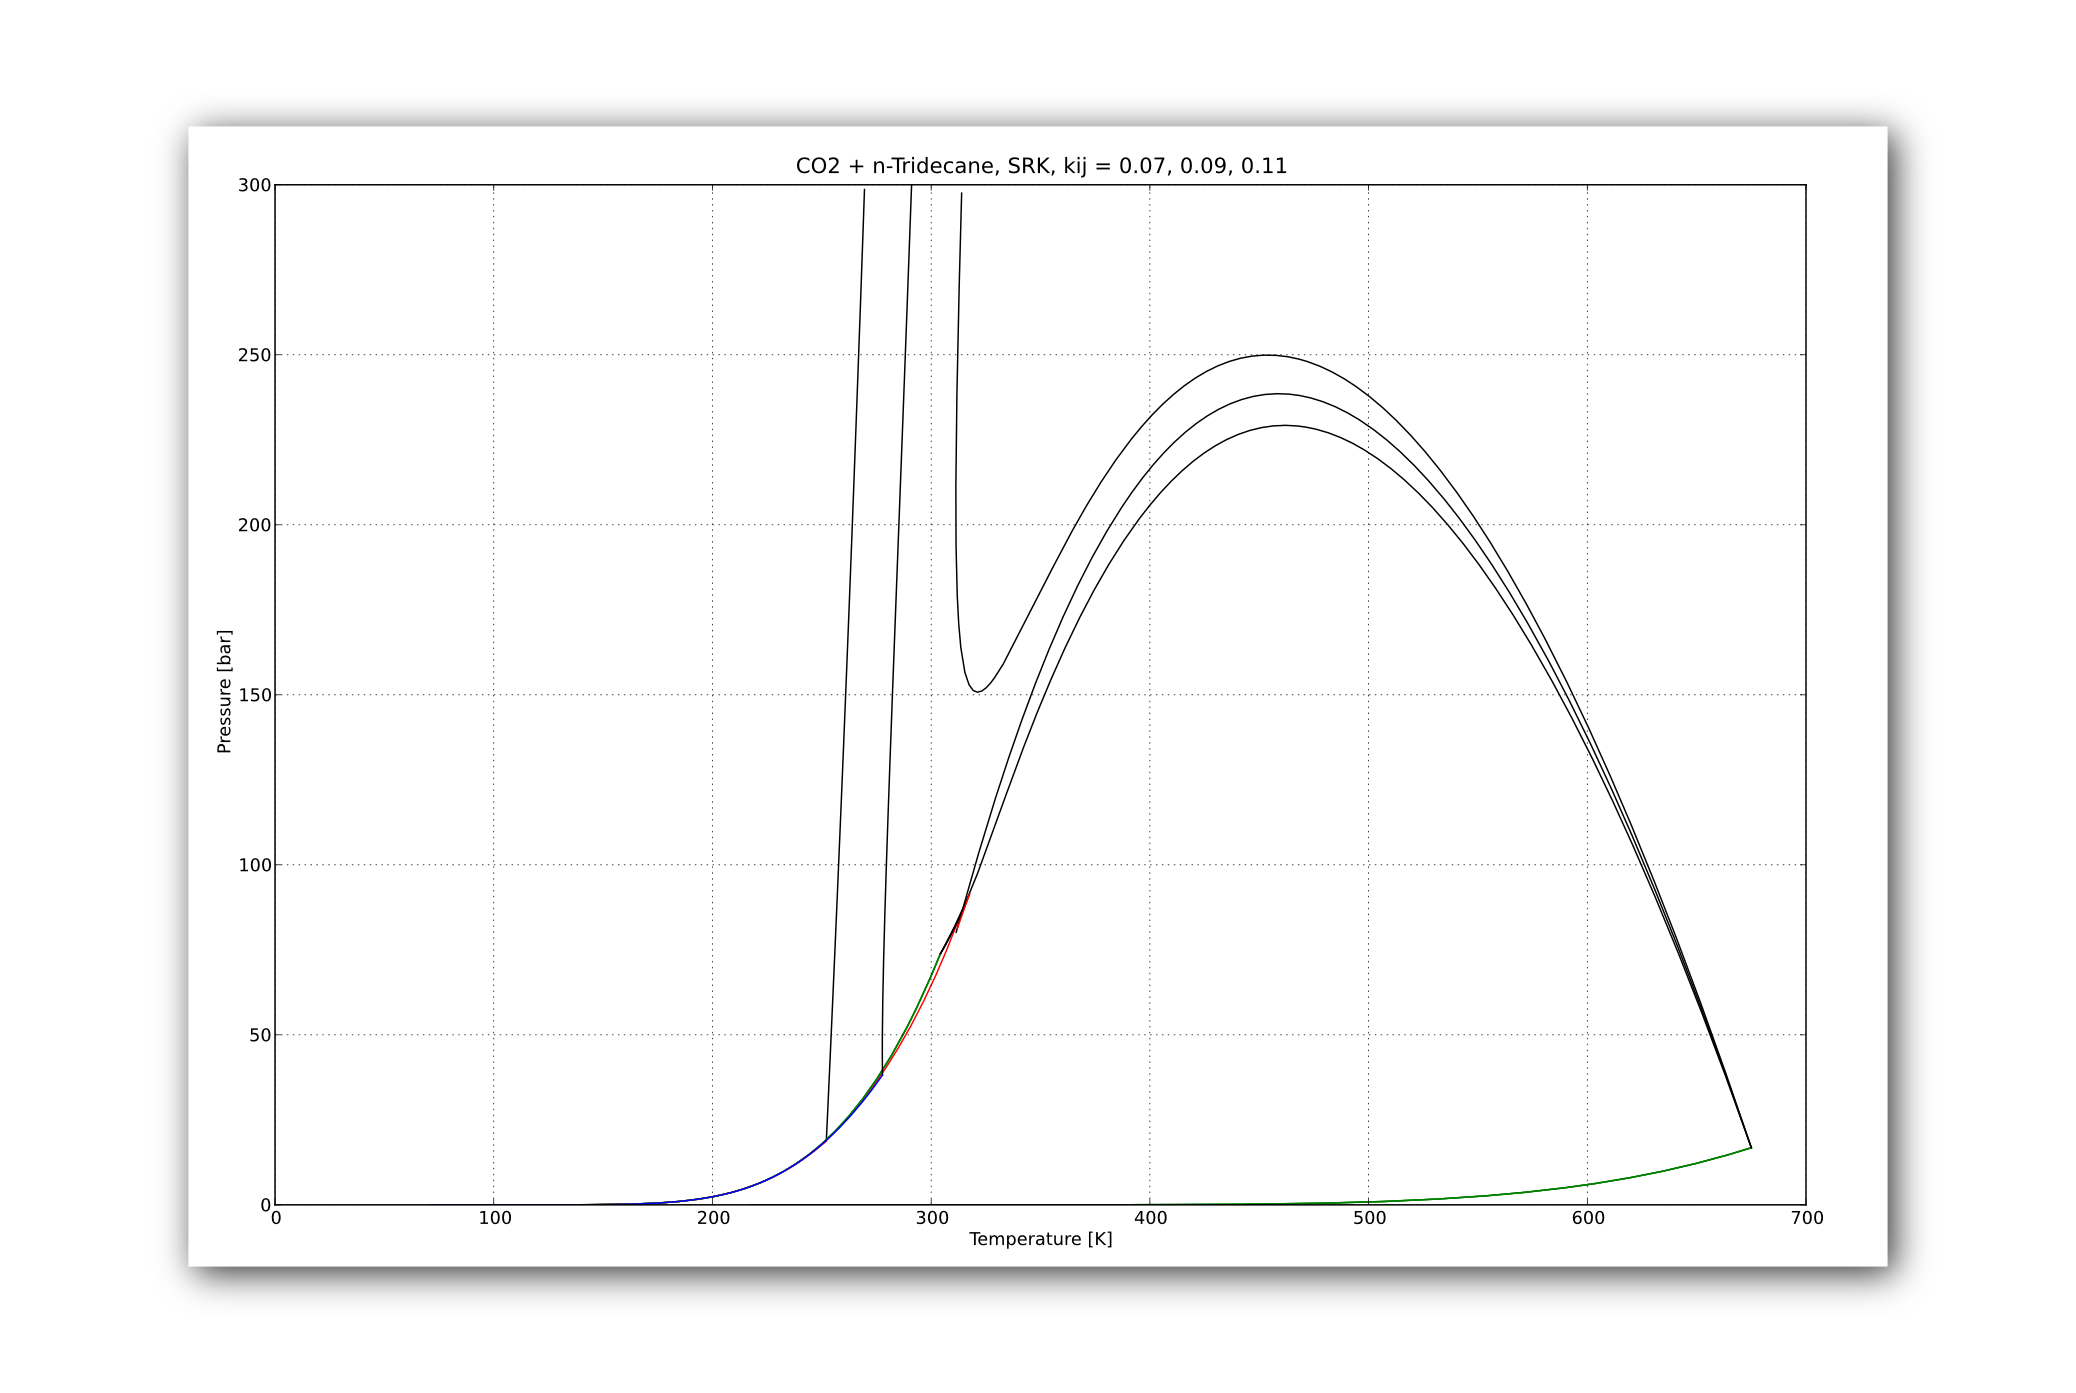 CO2 + n-Tridecane, SRK, kij = 0.07, 0.09, 0.11
300
250
200
150
100
50
0
Pressure [bar]
0 100 200 300 400 500 600 700
Temperature [K]